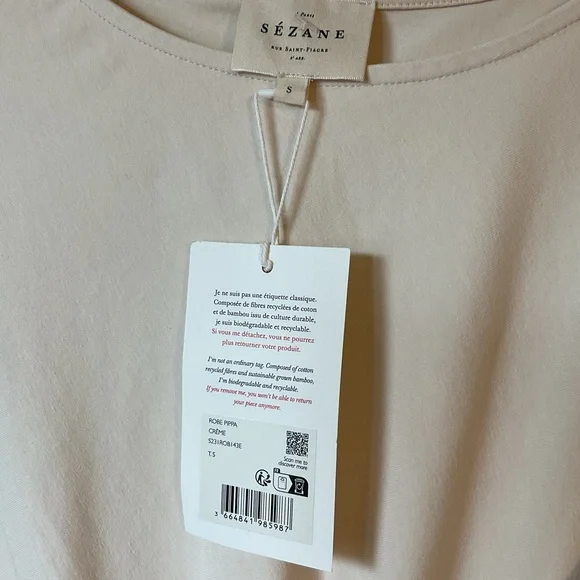 Paris
SÉZANE
RUE SAINT-FIACRE
S
Je ne suis pas une étiquette classique.
Composée de fibres recyclées de coton
et de bambou issu de culture durable,
je suis biodégradable et recyclable.
Si vous me détachez, vous ne pourrez
plus retourner votre produit.
I'm not an ordinary tag. Composed of cotton
recycled fibres and sustainable grown bamboo,
I'm biodegradable and recyclable.
If you remove me, you won't be able to return
your piece anymore.
ROBE PIPPA
CRÈME
S231ROB143E
T.S
Scan me to
discover more
3 664841 985987